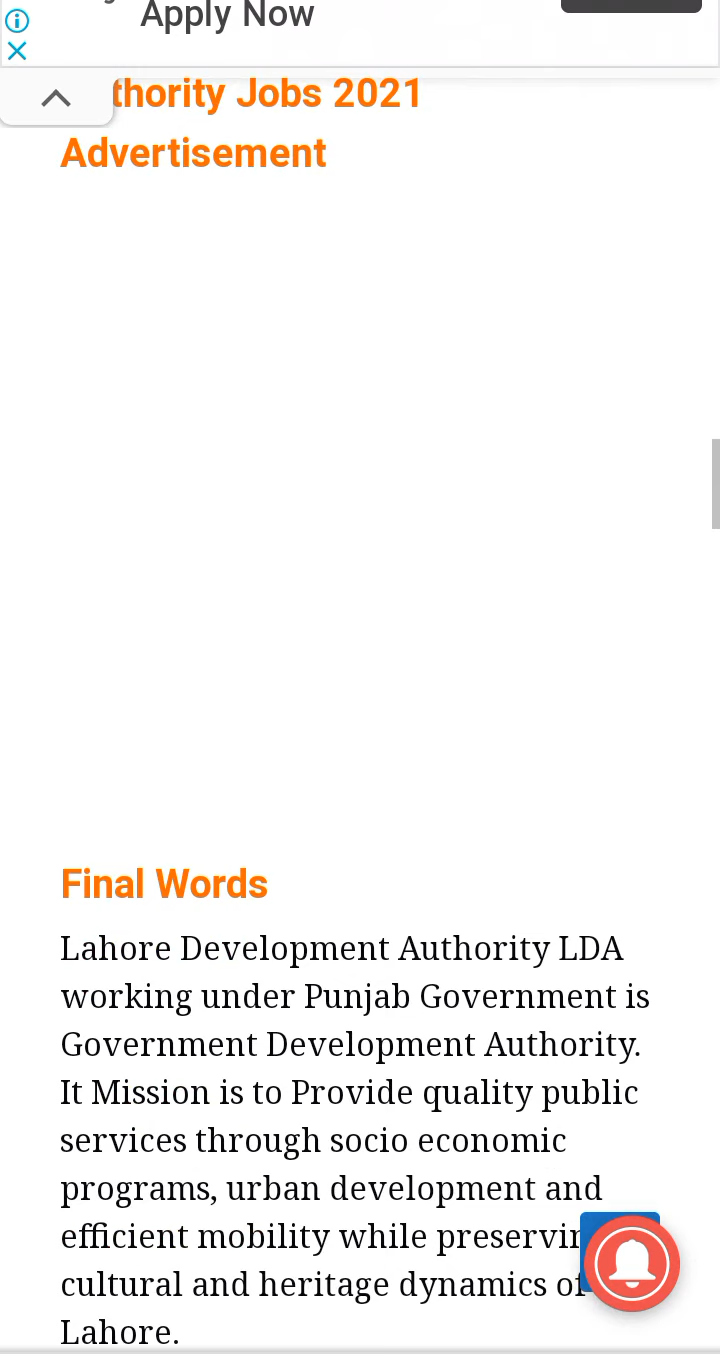 Apply Now
thority Jobs 2021
Advertisement
Final Words
Lahore Development Authority LDA
working under Punjab Government is
Government Development Authority.
It Mission is to Provide quality public
services through socio economic
programs, urban development and
efficient mobility while preservin
cultural and heritage dynamics of
Lahore.